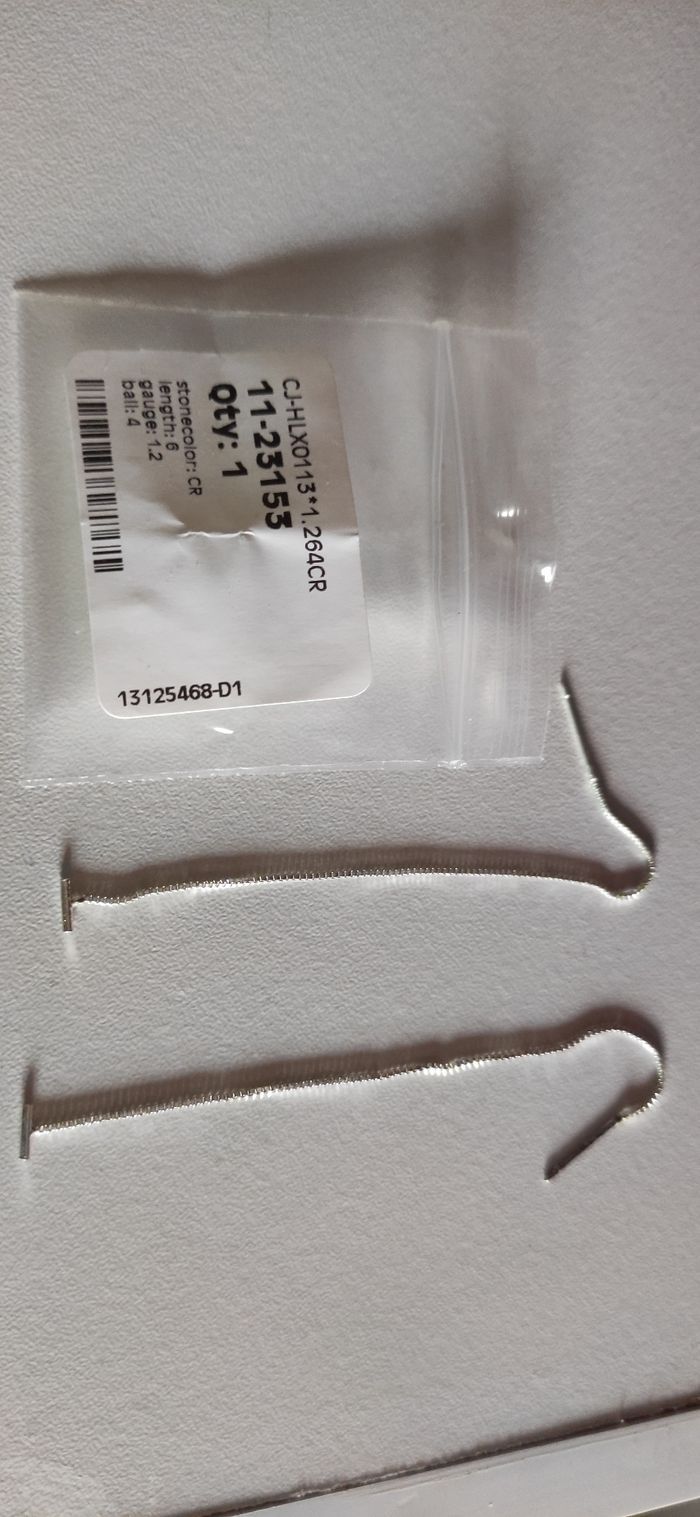 CJ-HLX0113*1.264CR
11-23153
Qty: 1
stonecolor: CR
length: 6
gauge: 1.2
ball: 4
13125468-D1